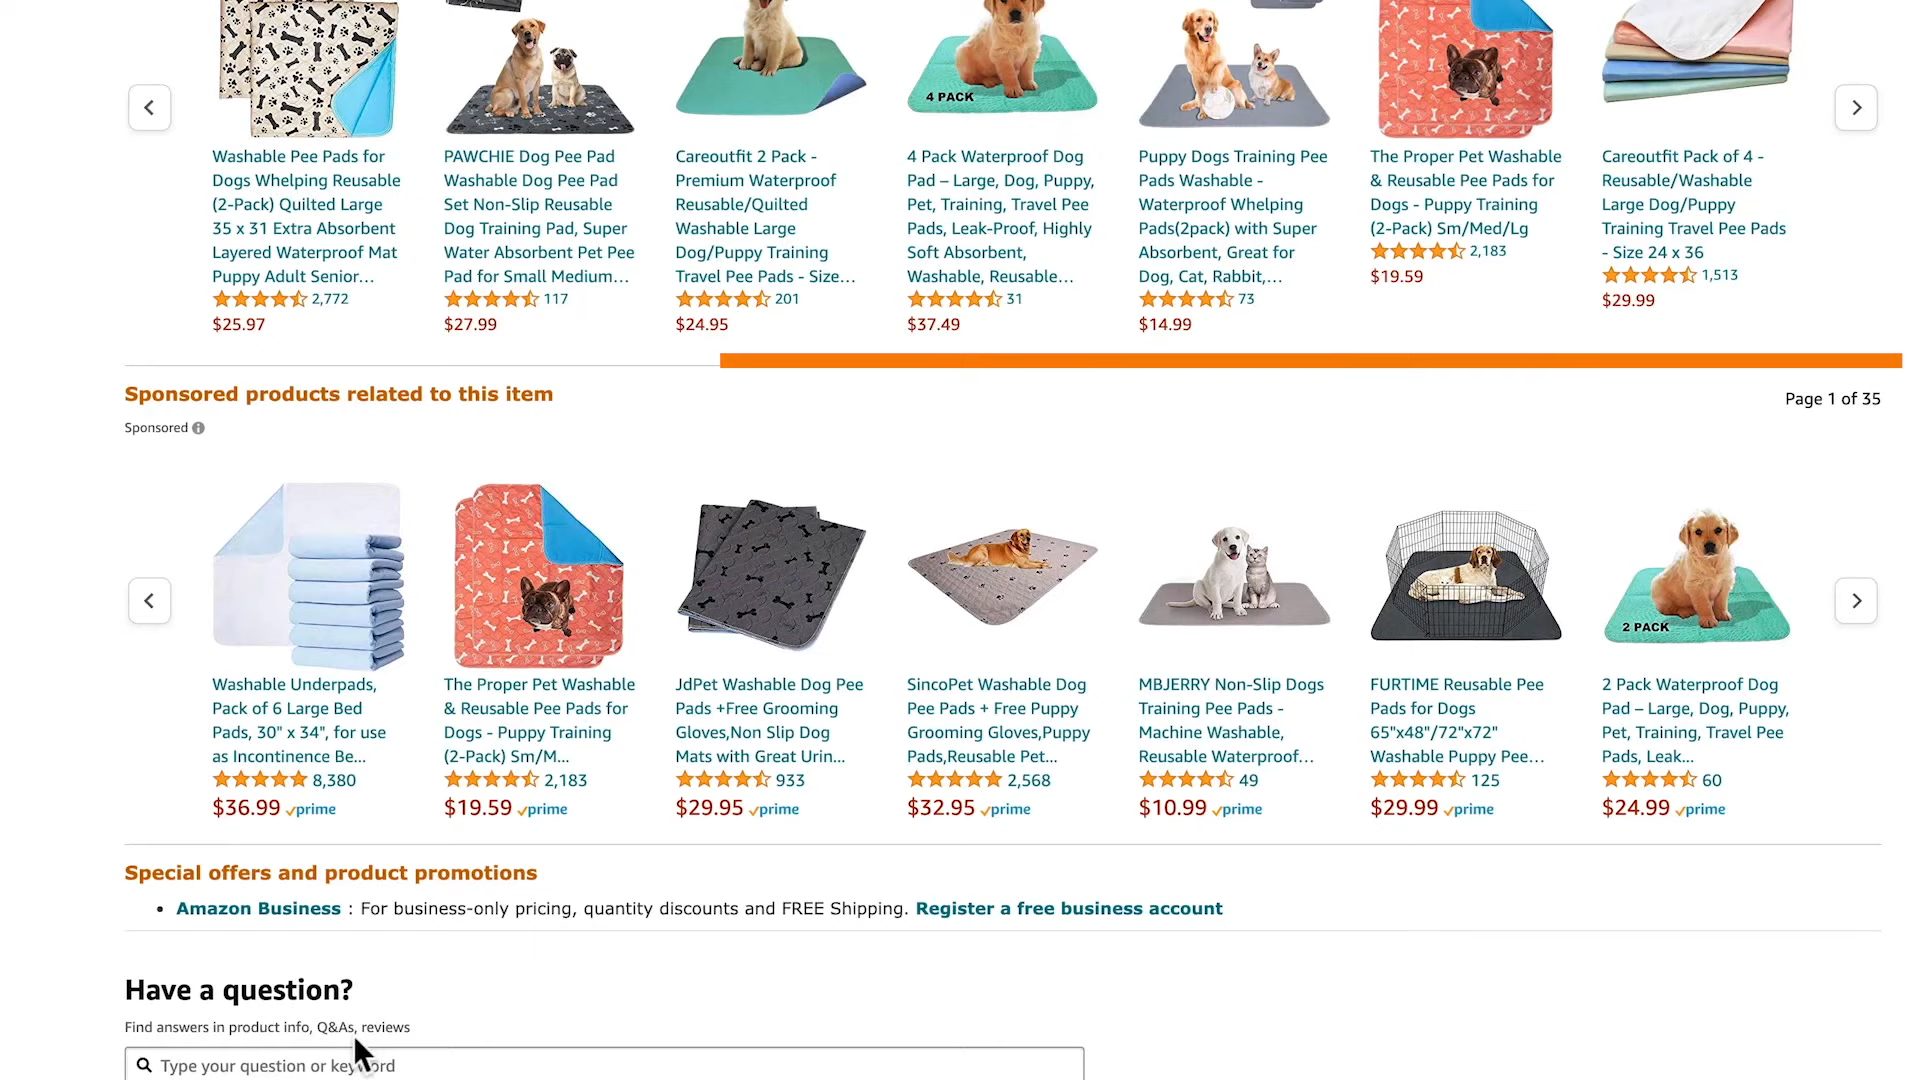 4 PACK
Washable Pee Pads for
Dogs Whelping Reusable
(2-Pack) Quilted Large
35 x 31 Extra Absorbent
Layered Waterproof Mat
Puppy Adult Senior...
2,772
$25.97
PAWCHIE Dog Pee Pad
Washable Dog Pee Pad
Set Non-Slip Reusable
Dog Training Pad, Super
Water Absorbent Pet Pee
Pad for Small Medium...
117
$27.99
Careoutfit 2 Pack -
Premium Waterproof
Reusable/Quilted
Washable Large
Dog/Puppy Training
Travel Pee Pads - Size...
201
$24.95
4 Pack Waterproof Dog
Pad – Large, Dog, Puppy,
Pet, Training, Travel Pee
Pads, Leak-Proof, Highly
Soft Absorbent,
Washable, Reusable...
31
$37.49
Puppy Dogs Training Pee
Pads Washable -
Waterproof Whelping
Pads(2pack) with Super
Absorbent, Great for
Dog, Cat, Rabbit,...
73
$14.99
The Proper Pet Washable
& Reusable Pee Pads for
Dogs - Puppy Training
(2-Pack) Sm/Med/Lg
2,183
$19.59
Careoutfit Pack of 4 -
Reusable/Washable
Large Dog/Puppy
Training Travel Pee Pads
- Size 24 x 36
1,513
$29.99
Sponsored products related to this item
Page 1 of 35
Sponsored
2 PACK
Washable Underpads,
Pack of 6 Large Bed
Pads, 30" x 34", for use
as Incontinence Be...
8,380
$36.99 prime
The Proper Pet Washable
& Reusable Pee Pads for
Dogs - Puppy Training
(2-Pack) Sm/M...
2,183
$19.59 prime
JdPet Washable Dog Pee
Pads +Free Grooming
Gloves,Non Slip Dog
Mats with Great Urin...
933
$29.95 prime
SincoPet Washable Dog
Pee Pads + Free Puppy
Grooming Gloves,Puppy
Pads,Reusable Pet...
2,568
$32.95 prime
MBJERRY Non-Slip Dogs
Training Pee Pads -
Machine Washable,
Reusable Waterproof...
49
$10.99 prime
FURTIME Reusable Pee
Pads for Dogs
65"x48"/72"x72"
Washable Puppy Pee...
125
$29.99 prime
2 Pack Waterproof Dog
Pad – Large, Dog, Puppy,
Pet, Training, Travel Pee
Pads, Leak...
60
$24.99 prime
Special offers and product promotions
• Amazon Business : For business-only pricing, quantity discounts and FREE Shipping. Register a free business account
Have a question?
Find answers in product info, Q&As, reviews
Type your question or keyword